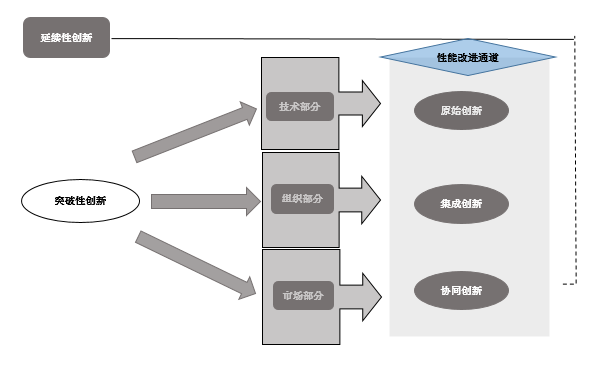 延续性创新
性能改进通道
技术部分
原始创新
突破性创新
组织部分
集成创新
市场部分
协同创新